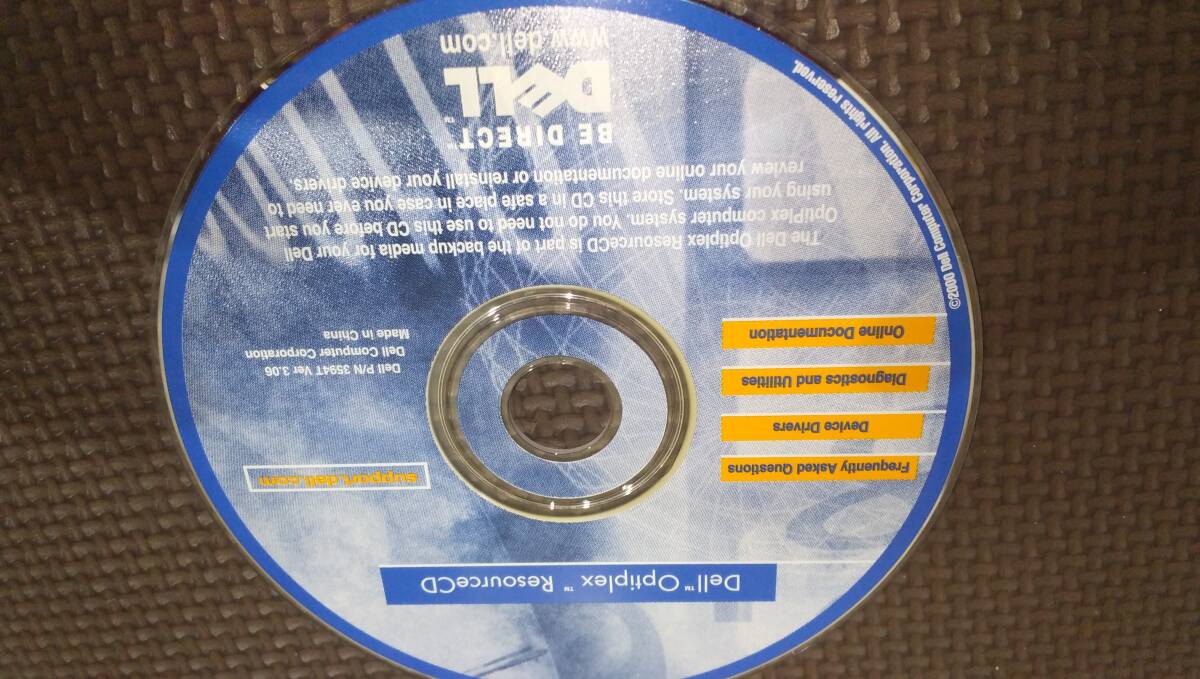 Dell™ Optiplex™ ResourceCD
Frequently Asked Questions
Device Drivers
Diagnostics and Utilities
Online Documentation
support.dell.com
Dell P/N 3594T Ver 3.06
Dell Computer Corporation
Made in China
The Dell Optiplex ResourceCD is part of the backup media for your Dell
OptiPlex computer system. You do not need to use this CD before you start
using your system. Store this CD in a safe place in case you ever need to
review your online documentation or reinstall your device drivers.
BE DIRECT™
DELL™
www.dell.com
©2000 Dell Computer Corporation. All rights reserved.